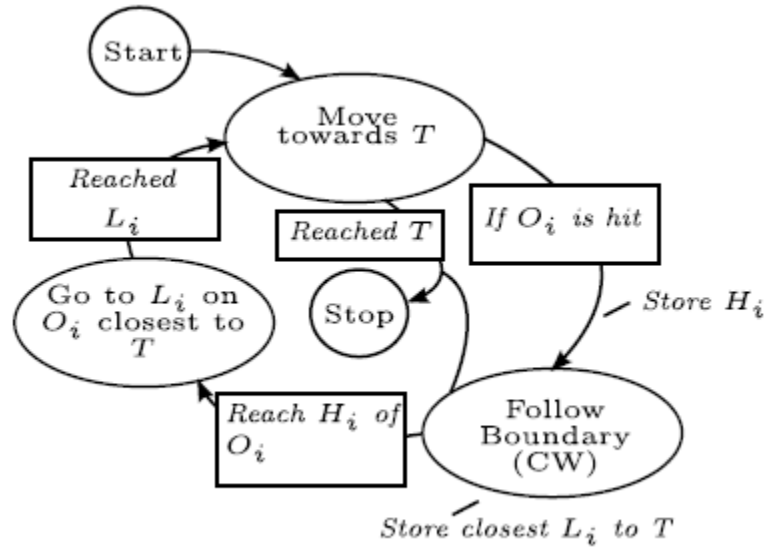 Start
Move
towards T
Reached
L_i
Reached T
If O_i is hit
Go to L_i on
O_i closest to
T
Stop
Store H_i
Reach H_i of
O_i
Follow
Boundary
(CW)
Store closest L_i to T